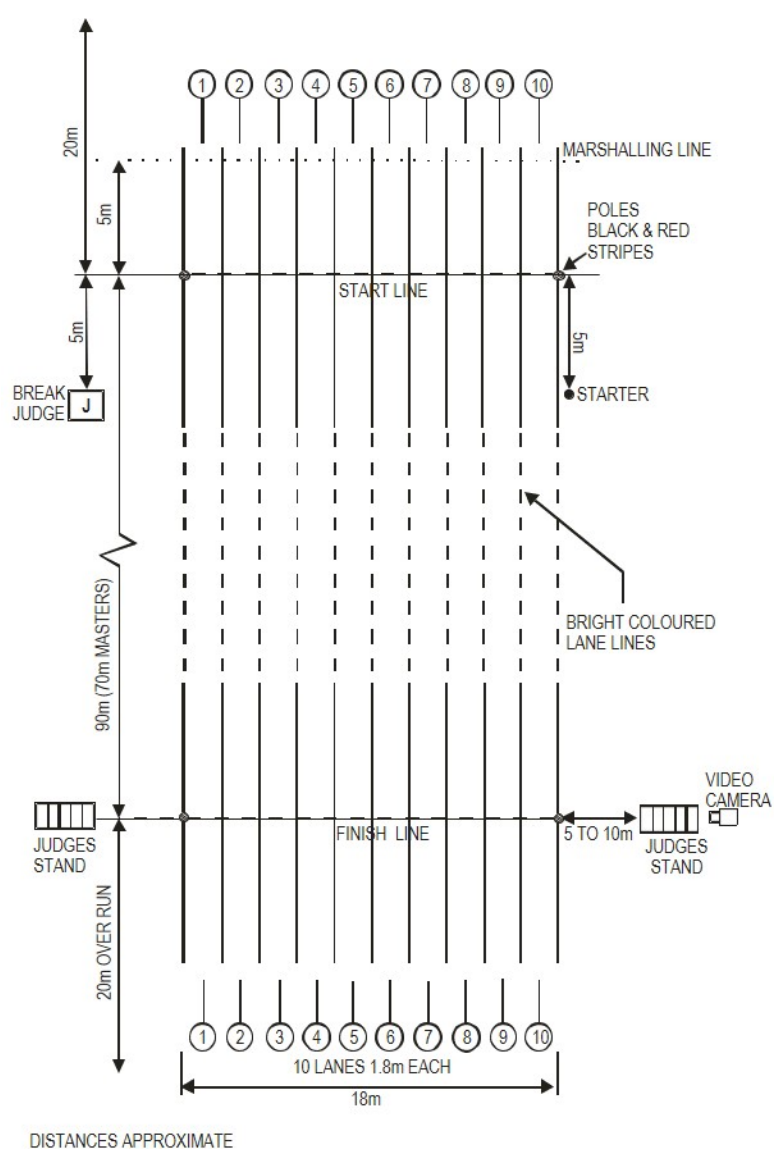 1 2 3 4 5 6 7 8 9 10
20m
MARSHALLING LINE
5m
POLES
BLACK & RED
STRIPES
START LINE
5m
5m
BREAK
JUDGE
J
STARTER
90m (70m MASTERS)
BRIGHT COLOURED
LANE LINES
VIDEO
CAMERA
FINISH LINE
5 TO 10m
JUDGES
STAND
JUDGES
STAND
20m OVER RUN
1 2 3 4 5 6 7 8 9 10
10 LANES 1.8m EACH
18m
DISTANCES APPROXIMATE